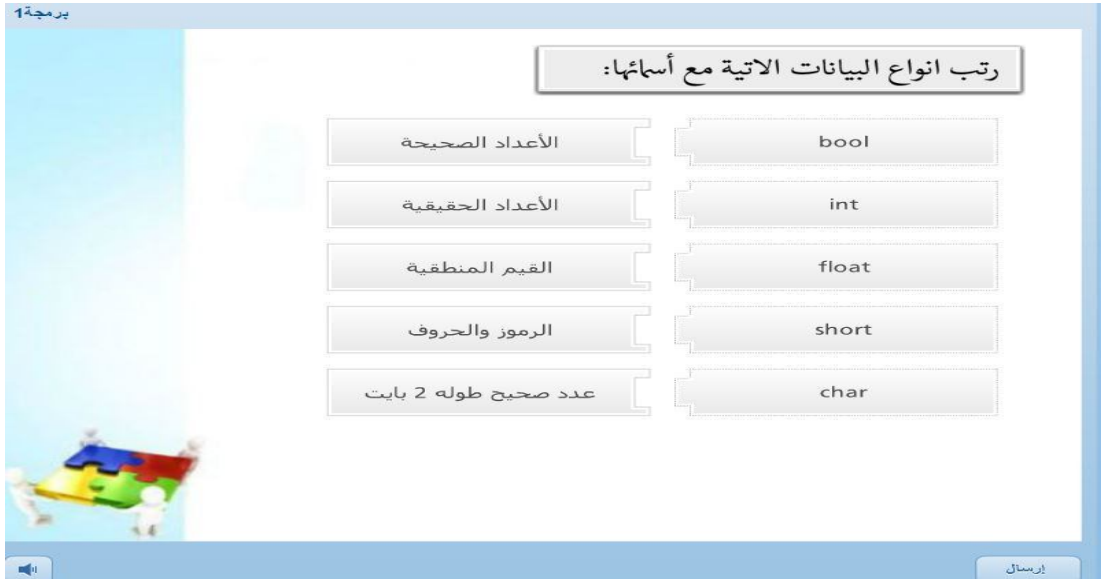 برمجة1
رتب انواع البيانات الاتية مع أسمائها:
bool
الأعداد الصحيحة
int
الأعداد الحقيقية
float
القيم المنطقية
short
الرموز والحروف
char
عدد صحيح طوله 2 بايت
إرسال